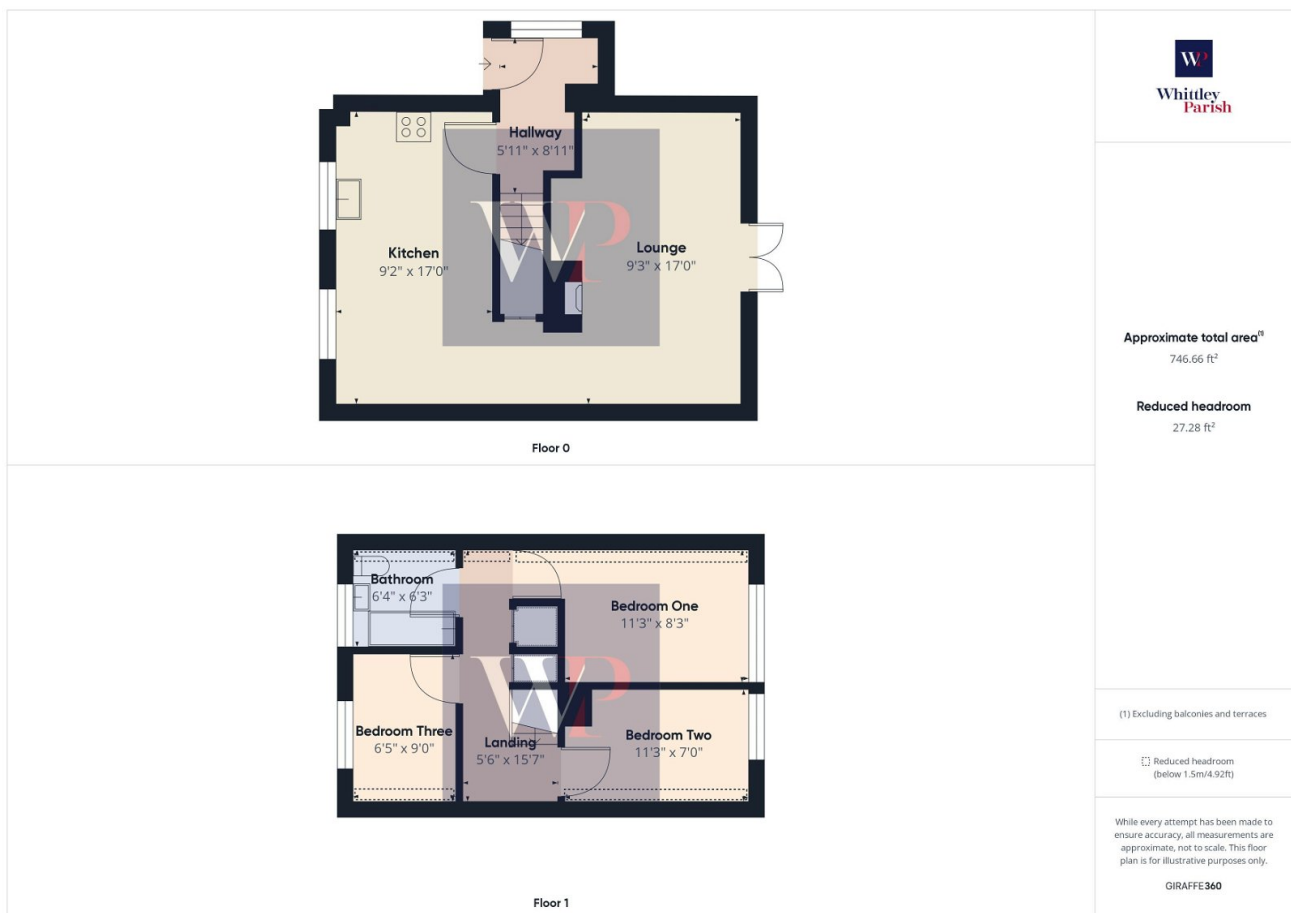 Hallway
5'11" x 8'11"
Kitchen
9'2" x 17'0"
Lounge
9'3" x 17'0"
WP
Floor 0
Bathroom
6'4" x 6'3"
Bedroom One
11'3" x 8'3"
Bedroom Three
6'5" x 9'0"
Landing
5'6" x 15'7"
Bedroom Two
11'3" x 7'0"
WP
Floor 1
WP
Whittley
Parish
Approximate total area(1)
746.66 ft²
Reduced headroom
27.28 ft²
(1) Excluding balconies and terraces
Reduced headroom
(below 1.5m/4.92ft)
While every attempt has been made to
ensure accuracy, all measurements are
approximate, not to scale. This floor
plan is for illustrative purposes only.
GIRAFFE360